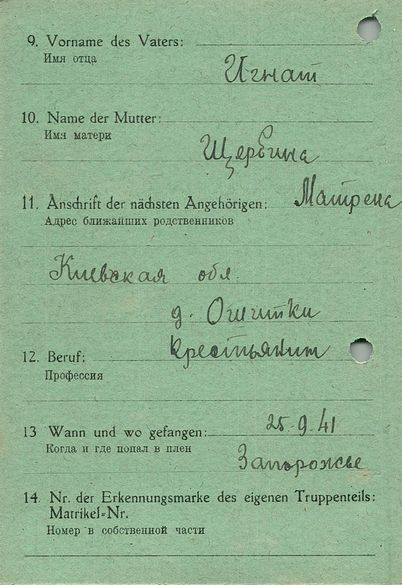 9. Vorname des Vaters:
Имя отца
Игнат
10. Name der Mutter:
Имя матери
Щербина
11. Anschrift der nächsten Angehörigen: Матрена
Адрес ближайших родственников
Киевская обл
д. Ошитки
12. Beruf: крестьянин
Профессия
13 Wann und wo gefangen: 25-9-41
Когда и где попал в плен
Запорожье
14. Nr. der Erkennungsmarke des eigenen Truppenteils:
Matrikel-Nr.
Номер в собственной части